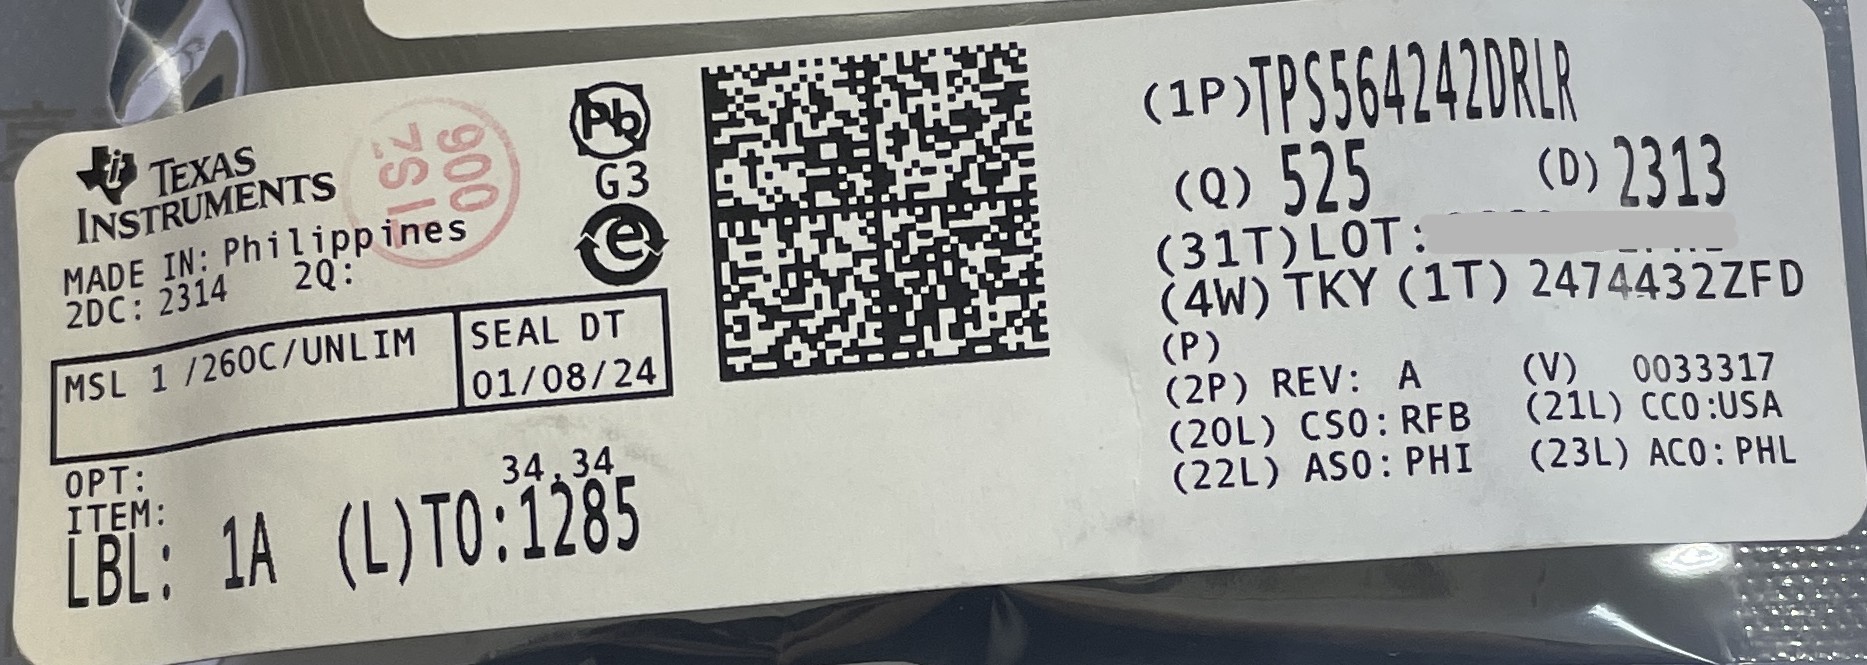 TEXAS
INSTRUMENTS
MADE IN: Philippines
2DC: 2314 2Q:
MSL 1 /260C/UNLIM
SEAL DT
01/08/24
OPT:
ITEM:
34,34
LBL: 1A (L)TO:1285
Pb
G3
e
900
(1P)TPS564242DRLR
(Q) 525 (D) 2313
(31T)LOT:
(4W) TKY (1T) 2474432ZFD
(P)
(2P) REV: A (V) 0033317
(20L) CSO: RFB (21L) CCO:USA
(22L) ASO: PHI (23L) ACO: PHL